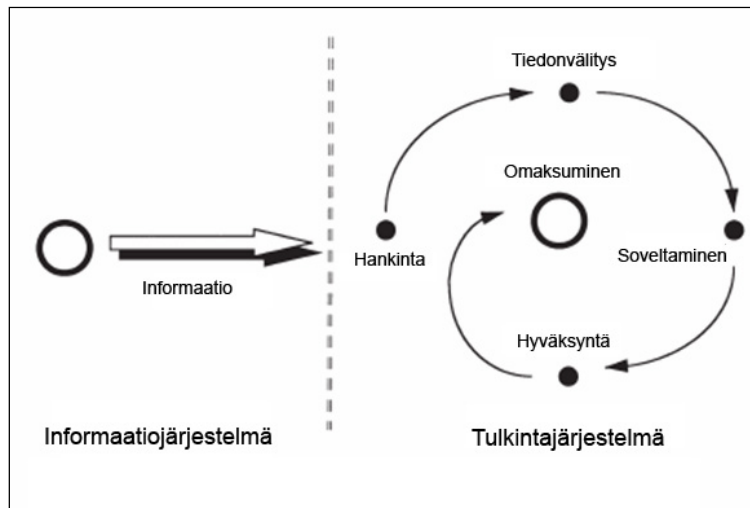 Tiedonvälitys
Omaksuminen
Hankinta
Soveltaminen
Informaatio
Hyväksyntä
Informaatiojärjestelmä
Tulkintajärjestelmä